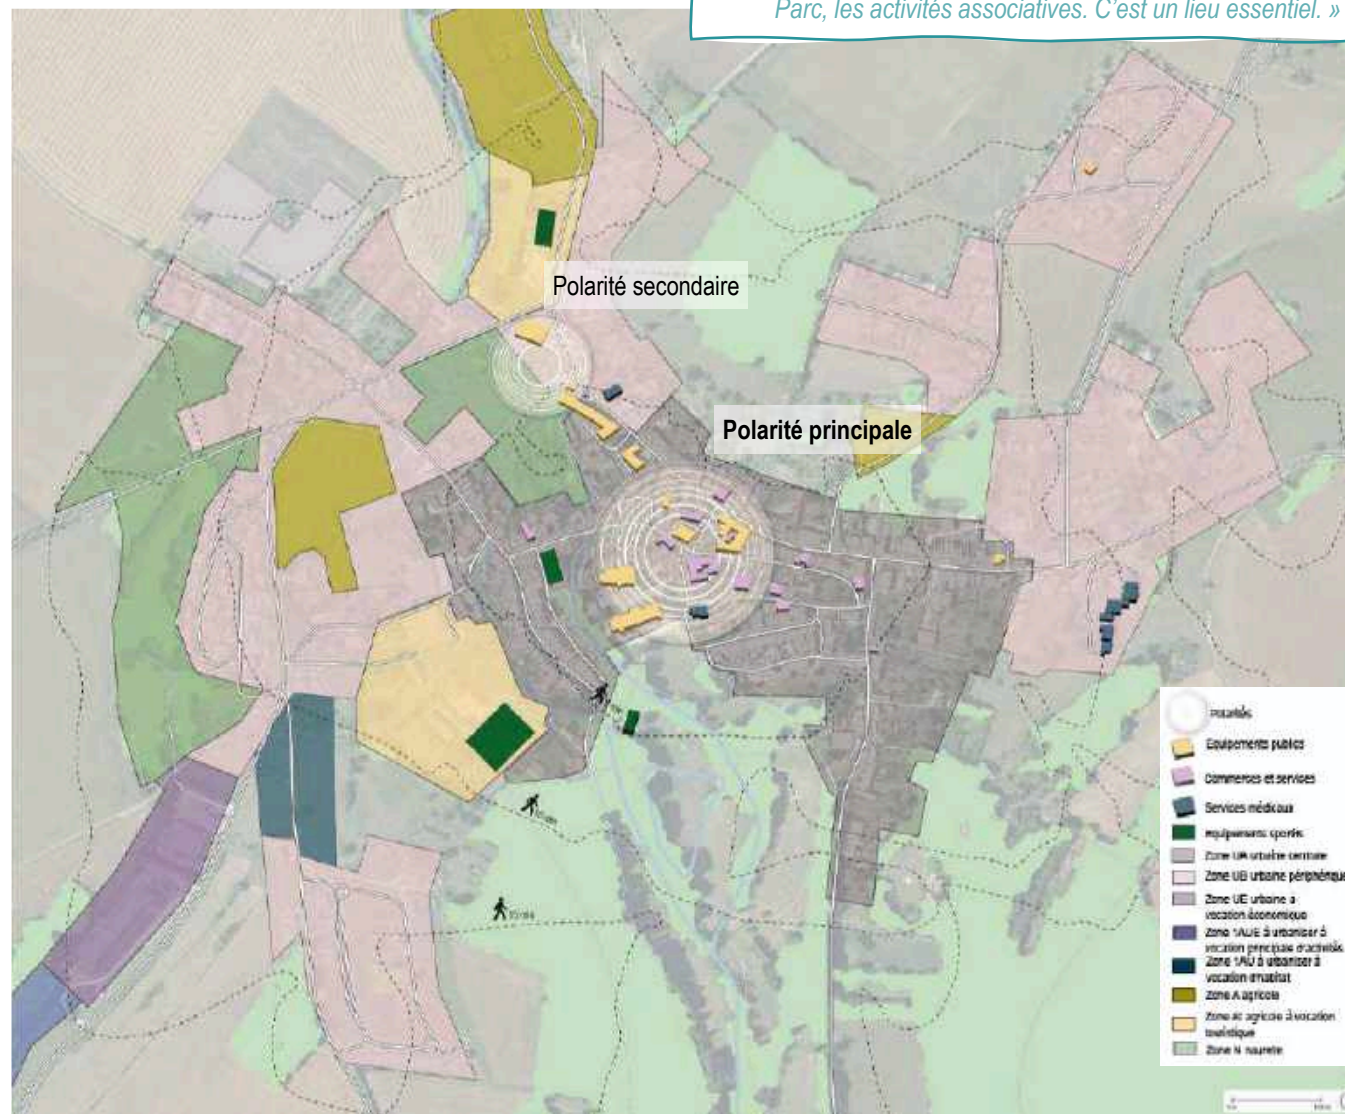 Parc, les activités associatives. C'est un lieu essentiel. »
Polarité secondaire
Polarité principale
Polarités
Equipements publics
Commerces et services
Services médicaux
Equipements sportifs
Zone UA urbaine centrale
Zone UB urbaine périphérique
Zone UE urbaine à
vocation économique
Zone 1AUE à urbaniser à
vocation principale d'activités
Zone 1AU à urbaniser à
vocation d'habitat
Zone A agricole
Zone At agricole à vocation
touristique
Zone N naturelle